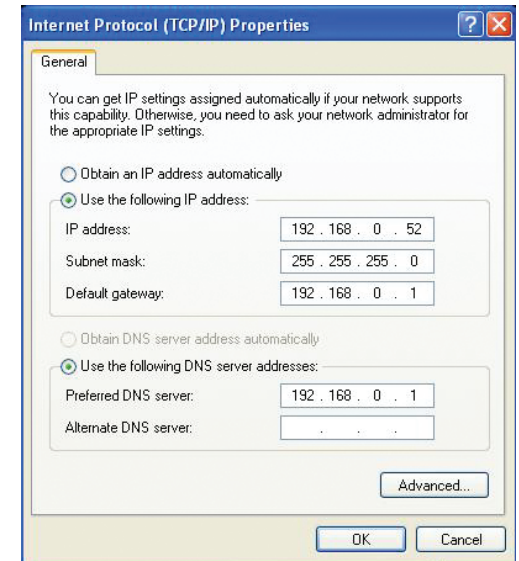 Internet Protocol (TCP/IP) Properties
General
You can get IP settings assigned automatically if your network supports
this capability. Otherwise, you need to ask your network administrator for
the appropriate IP settings.
Obtain an IP address automatically
Use the following IP address:
IP address: 192 . 168 . 0 . 52
Subnet mask: 255 . 255 . 255 . 0
Default gateway: 192 . 168 . 0 . 1
Obtain DNS server address automatically
Use the following DNS server addresses:
Preferred DNS server: 192 . 168 . 0 . 1
Alternate DNS server: . . .
Advanced...
OK Cancel